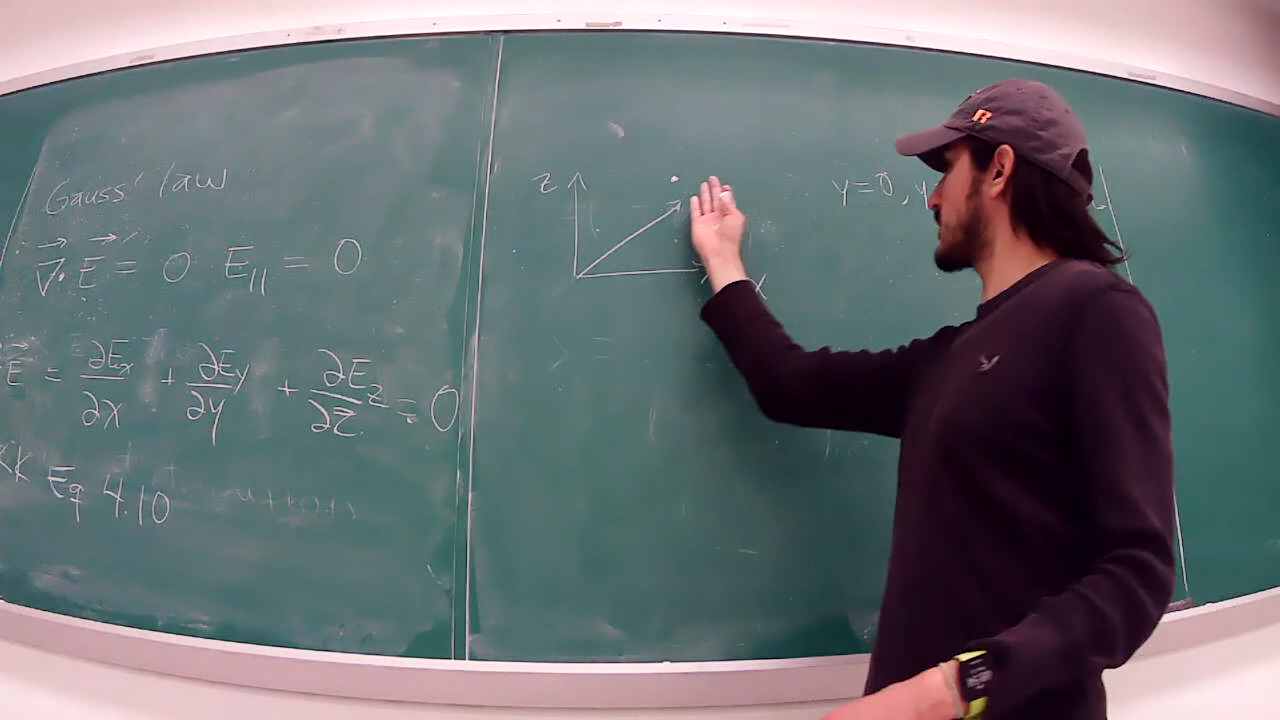 Gauss' law
∇⃗ · E⃗ = 0 E∥ = 0
E⃗ = ∂Ex/∂x + ∂Ey/∂y + ∂Ez/∂z = 0
Eq 4.10
z
x
y=0, y
R